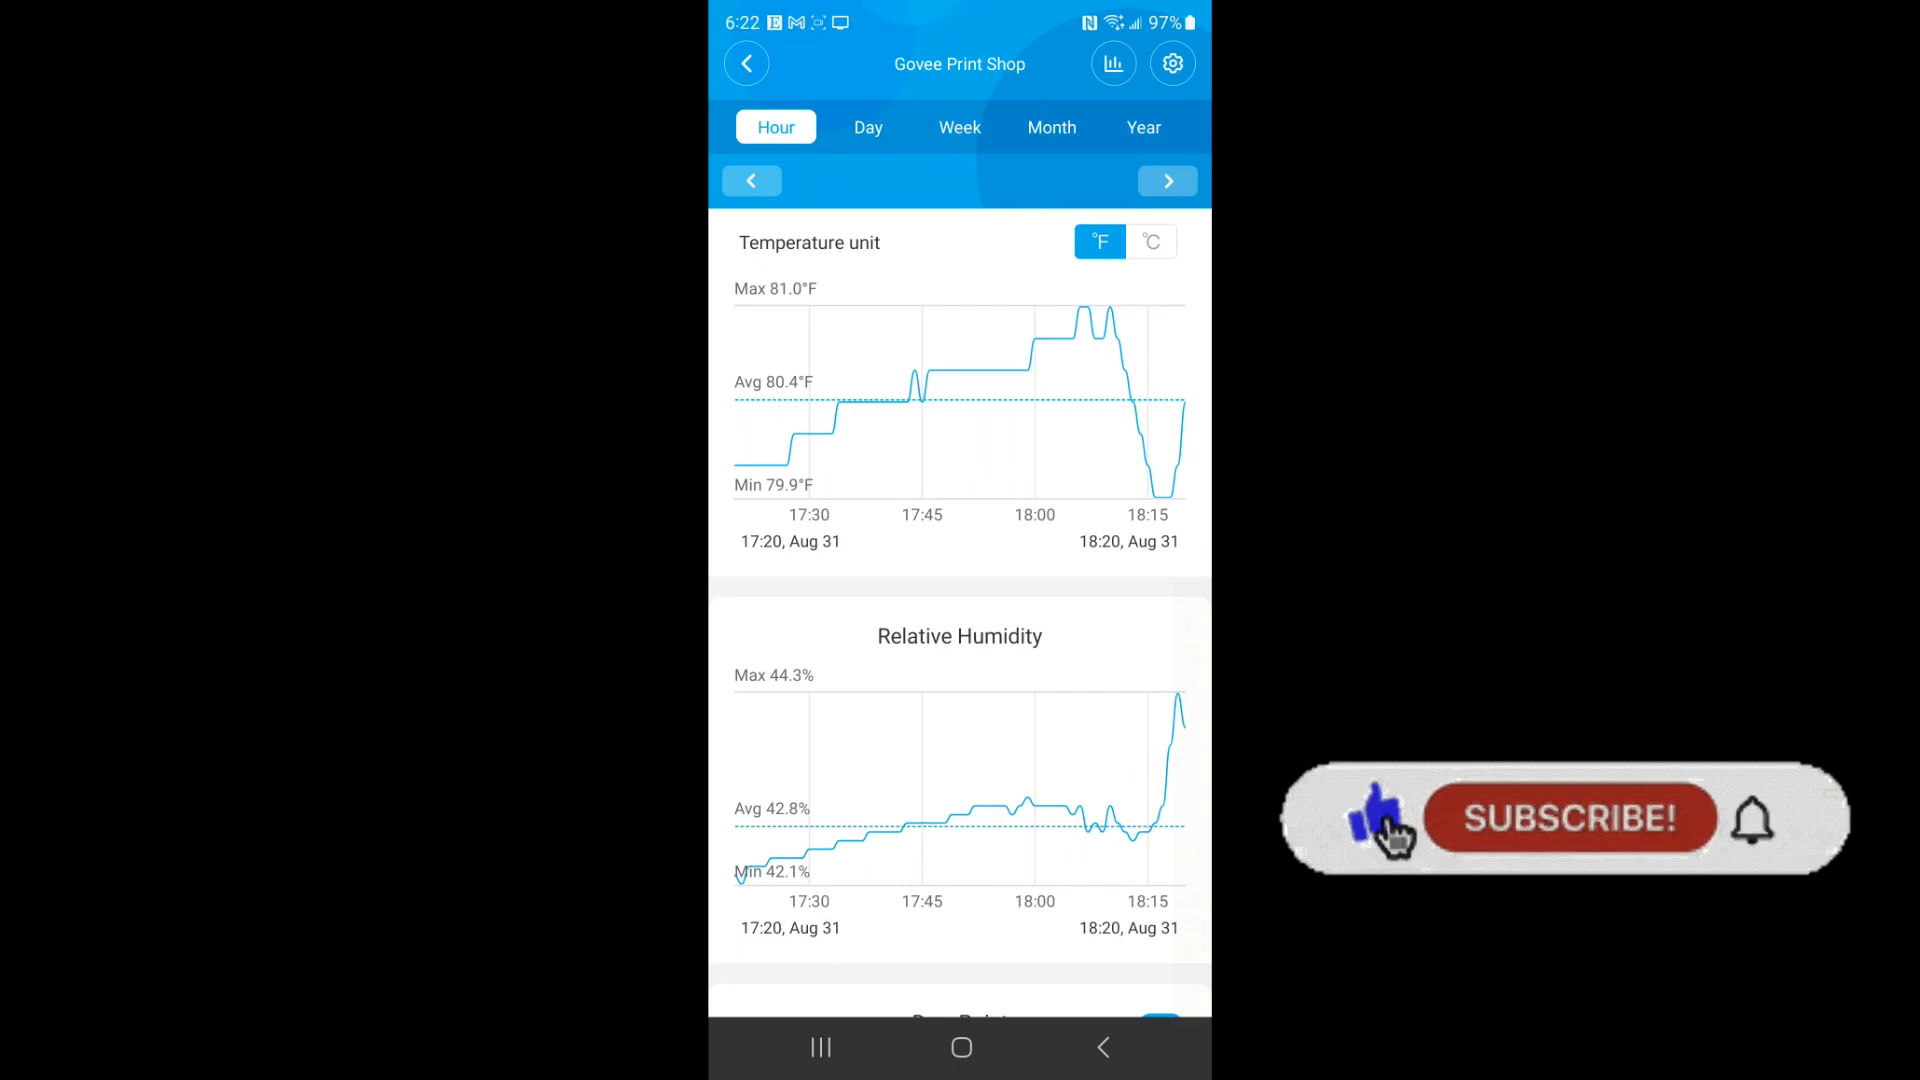 6:22 97%
Govee Print Shop
Hour Day Week Month Year
Temperature unit °F °C
Max 81.0°F
Avg 80.4°F
Min 79.9°F
17:30 17:45 18:00 18:15
17:20, Aug 31 18:20, Aug 31
Relative Humidity
Max 44.3%
Avg 42.8%
SUBSCRIBE!
Min 42.1%
17:30 17:45 18:00 18:15
17:20, Aug 31 18:20, Aug 31